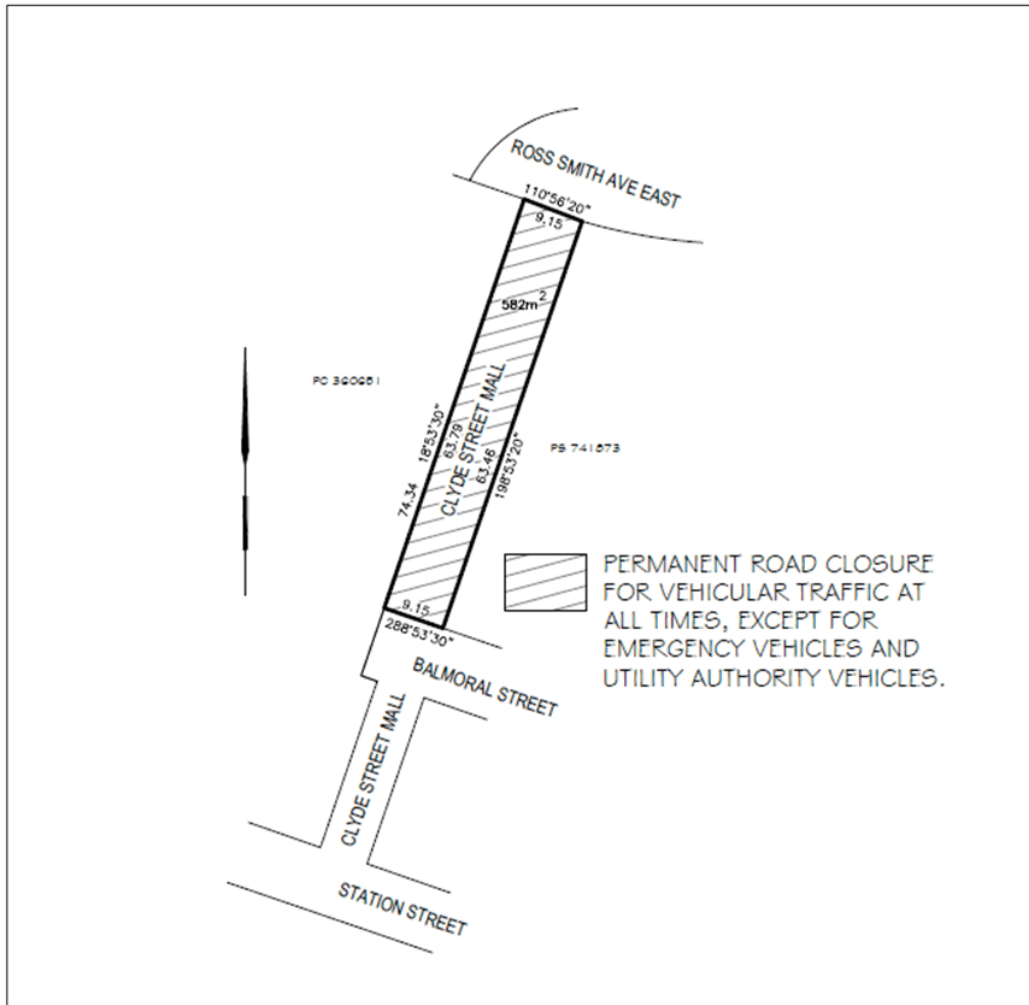 ROSS SMITH AVE EAST
110°56'20"
9.15
582m²
PC 360651
18°53'30"
63.79
CLYDE STREET MALL
63.46
198°53'20"
PS 741573
74.34
9.15
288°53'30"
BALMORAL STREET
PERMANENT ROAD CLOSURE
FOR VEHICULAR TRAFFIC AT
ALL TIMES, EXCEPT FOR
EMERGENCY VEHICLES AND
UTILITY AUTHORITY VEHICLES.
CLYDE STREET MALL
STATION STREET